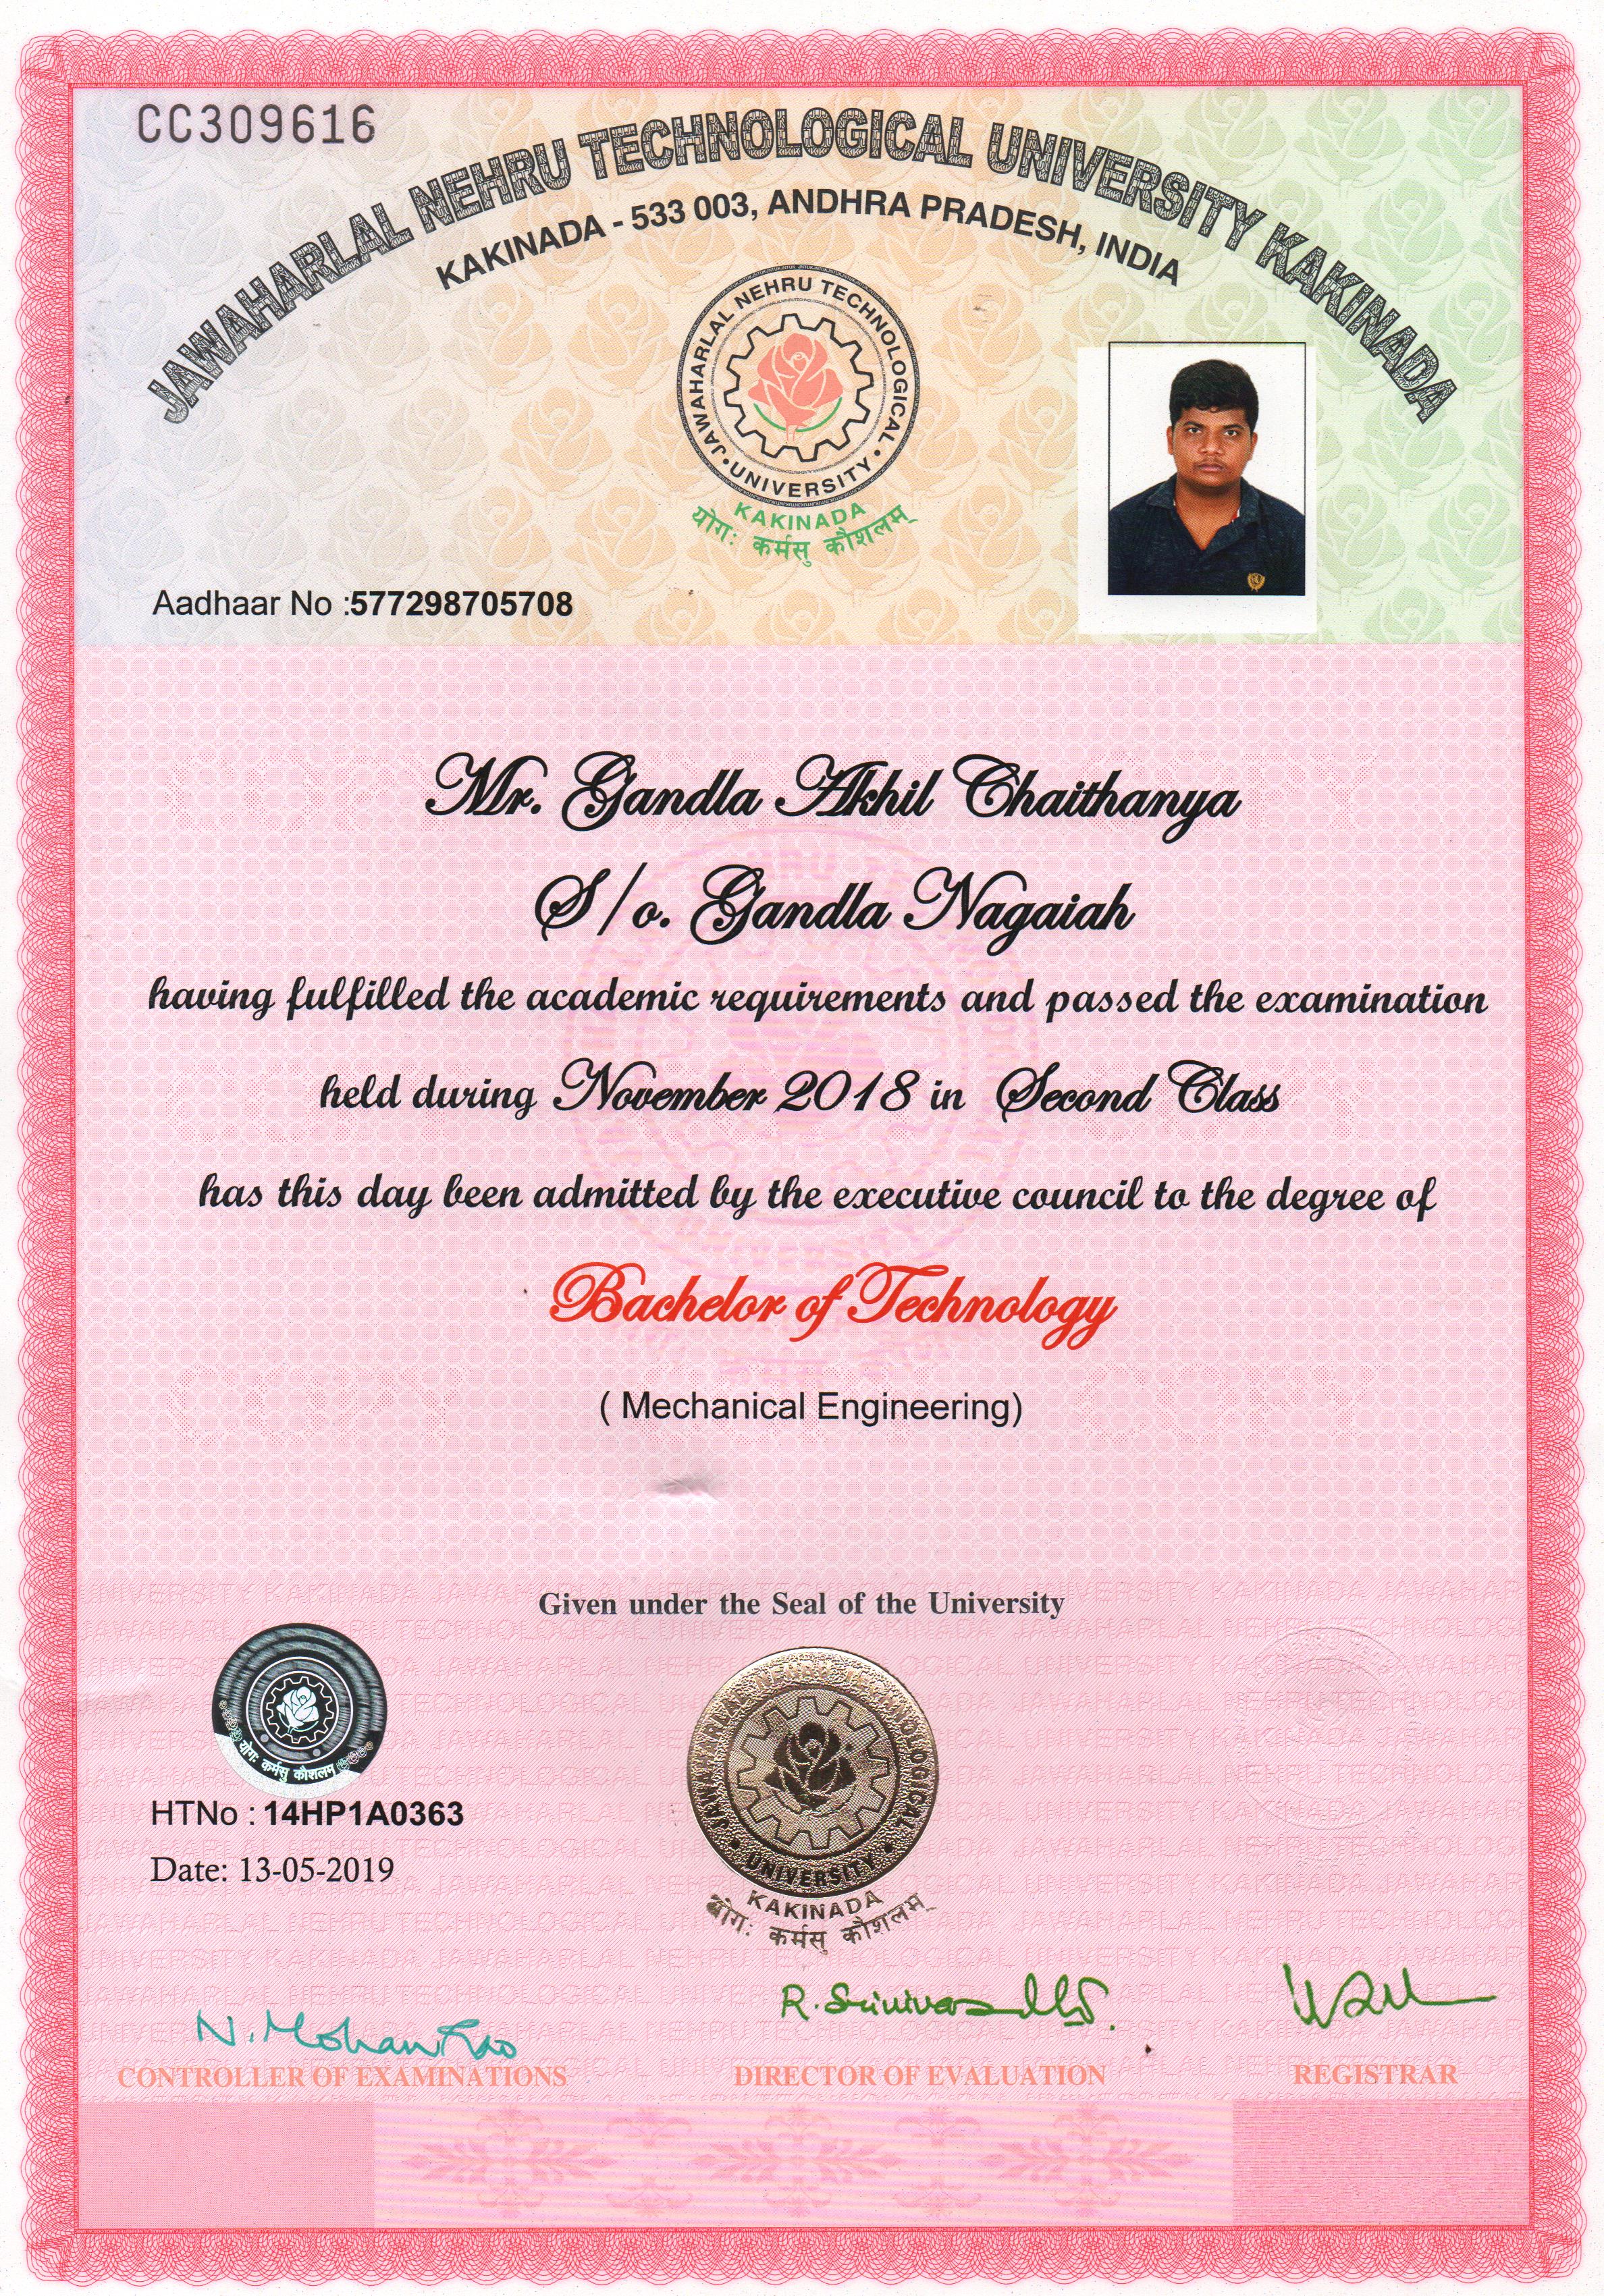 CC309616
JAWAHARLAL NEHRU TECHNOLOGICAL UNIVERSITY KAKINADA
KAKINADA - 533 003, ANDHRA PRADESH, INDIA
JAWAHARLAL NEHRU TECHNOLOGICAL
• UNIVERSITY •
KAKINADA
योगः कर्मसु कौशलम्
Aadhaar No :577298705708
Mr. Gandla Akhil Chaithanya
S/o. Gandla Nagaiah
having fulfilled the academic requirements and passed the examination
held during November 2018 in Second Class
has this day been admitted by the executive council to the degree of
Bachelor of Technology
( Mechanical Engineering)
COPY COPY
Given under the Seal of the University
योगः कर्मसु कौशलम्
JAWAHARLAL NEHRU TECHNOLOGICAL
• UNIVERSITY •
KAKINADA
योगः कर्मसु कौशलम्
HTNo : 14HP1A0363
Date: 13-05-2019
N. Mohan Rao
R. Srinivas
CONTROLLER OF EXAMINATIONS
DIRECTOR OF EVALUATION
REGISTRAR